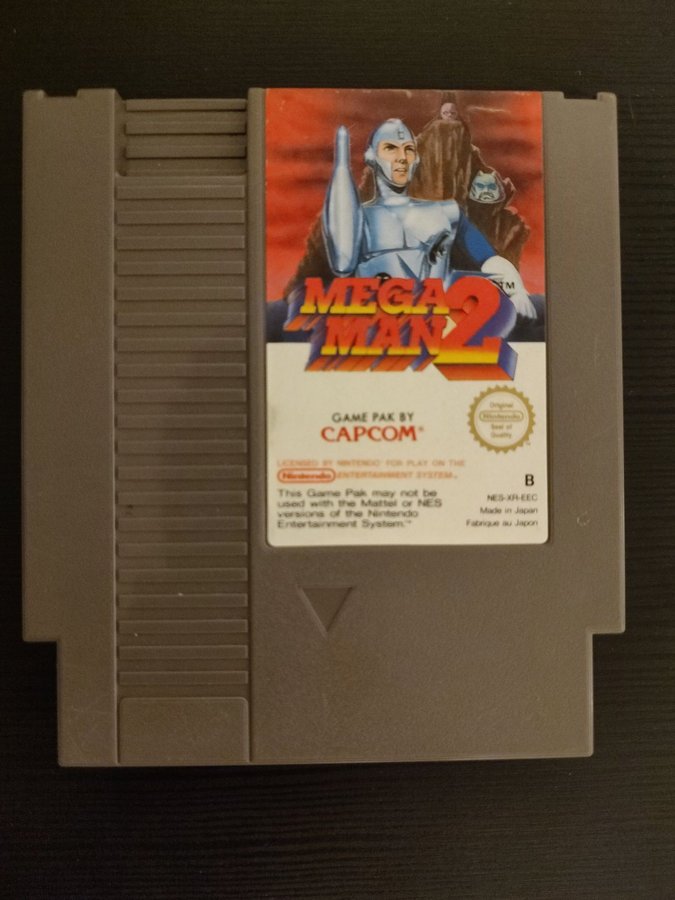 MEGA
MAN 2 ™
GAME PAK BY
CAPCOM®
Original
Nintendo
Seal of
Quality
LICENSED BY NINTENDO FOR PLAY ON THE
Nintendo ENTERTAINMENT SYSTEM.
This Game Pak may not be
used with the Mattel or NES
versions of the Nintendo
Entertainment System.™
B
NES-XR-EEC
Made in Japan
Fabriqué au Japon